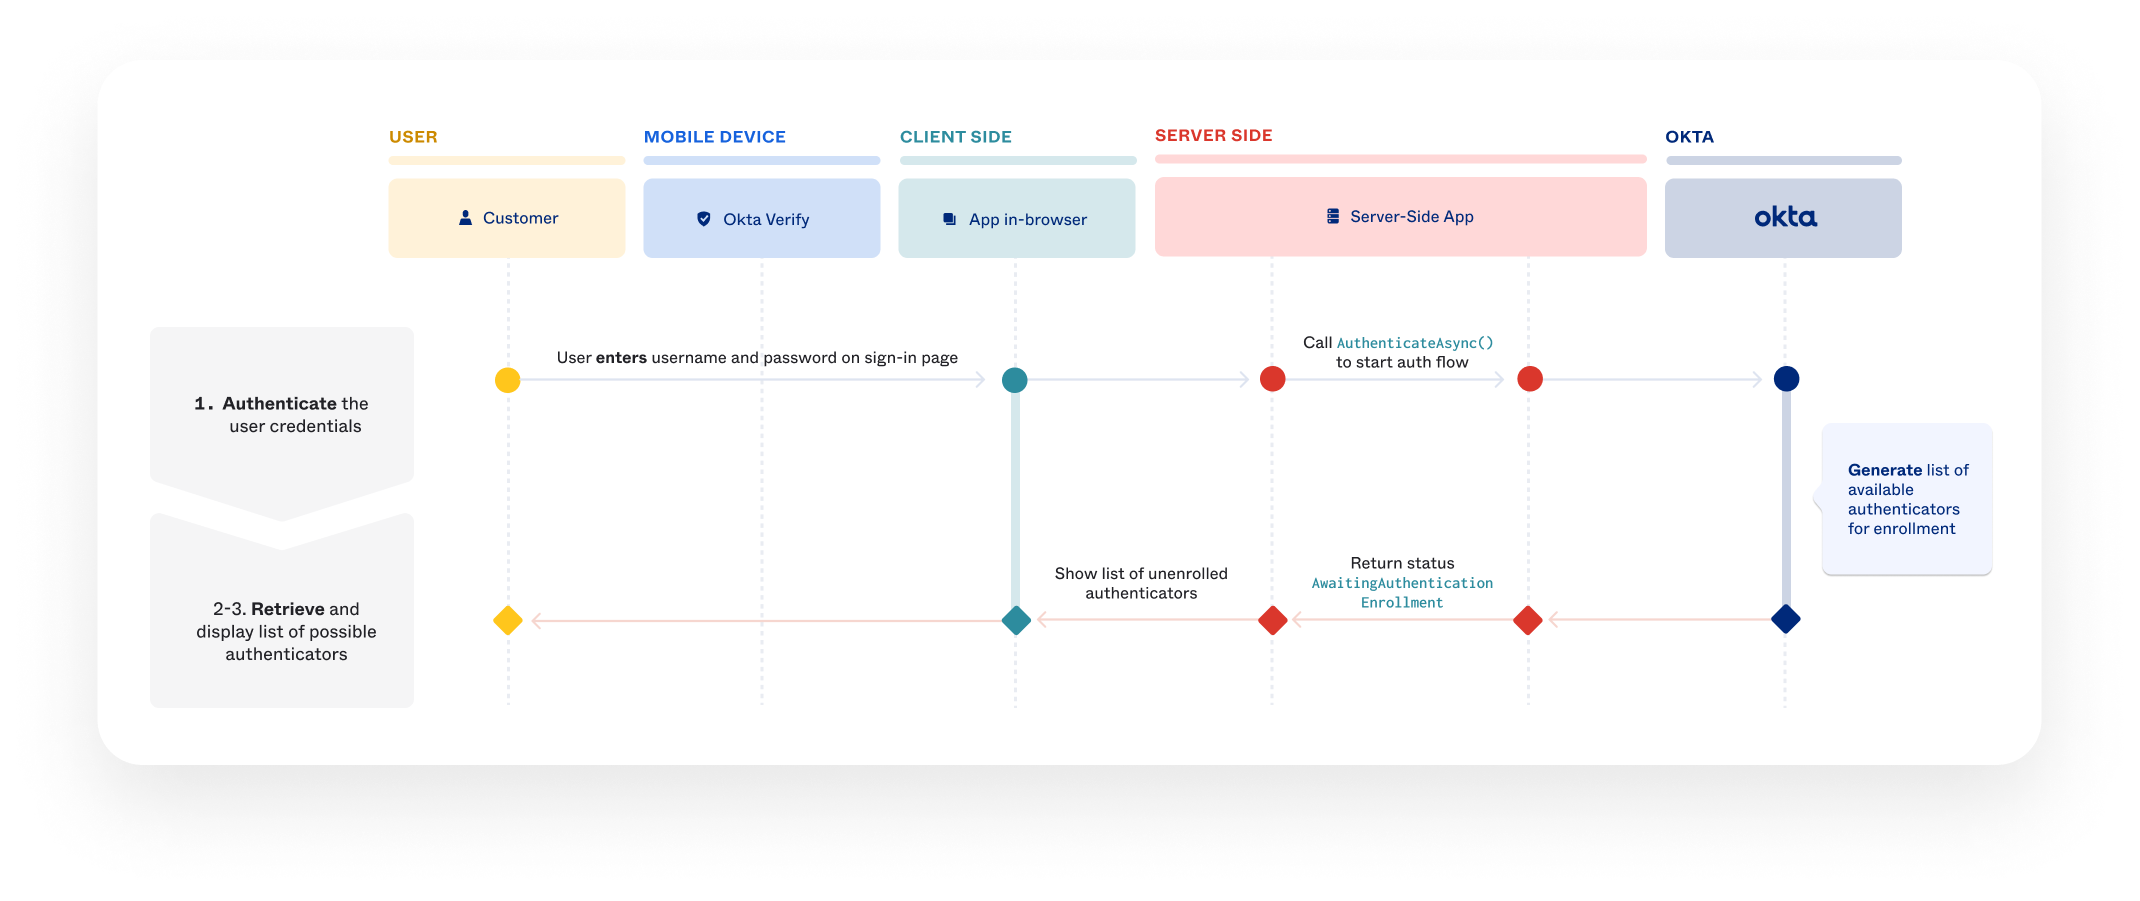 USER
MOBILE DEVICE
CLIENT SIDE
SERVER SIDE
OKTA
Customer
Okta Verify
App in-browser
Server-Side App
okta
1. Authenticate the
user credentials
User enters username and password on sign-in page
Call AuthenticateAsync()
to start auth flow
Generate list of
available
authenticators
for enrollment
2-3. Retrieve and
display list of possible
authenticators
Show list of unenrolled
authenticators
Return status
AwaitingAuthentication
Enrollment